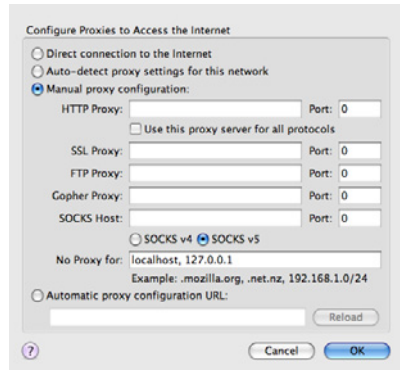 Configure Proxies to Access the Internet
Direct connection to the Internet
Auto-detect proxy settings for this network
Manual proxy configuration:
HTTP Proxy: Port: 0
Use this proxy server for all protocols
SSL Proxy: Port: 0
FTP Proxy: Port: 0
Gopher Proxy: Port: 0
SOCKS Host: Port: 0
SOCKS v4 SOCKS v5
No Proxy for: localhost, 127.0.0.1
Example: .mozilla.org, .net.nz, 192.168.1.0/24
Automatic proxy configuration URL:
Reload
? Cancel OK